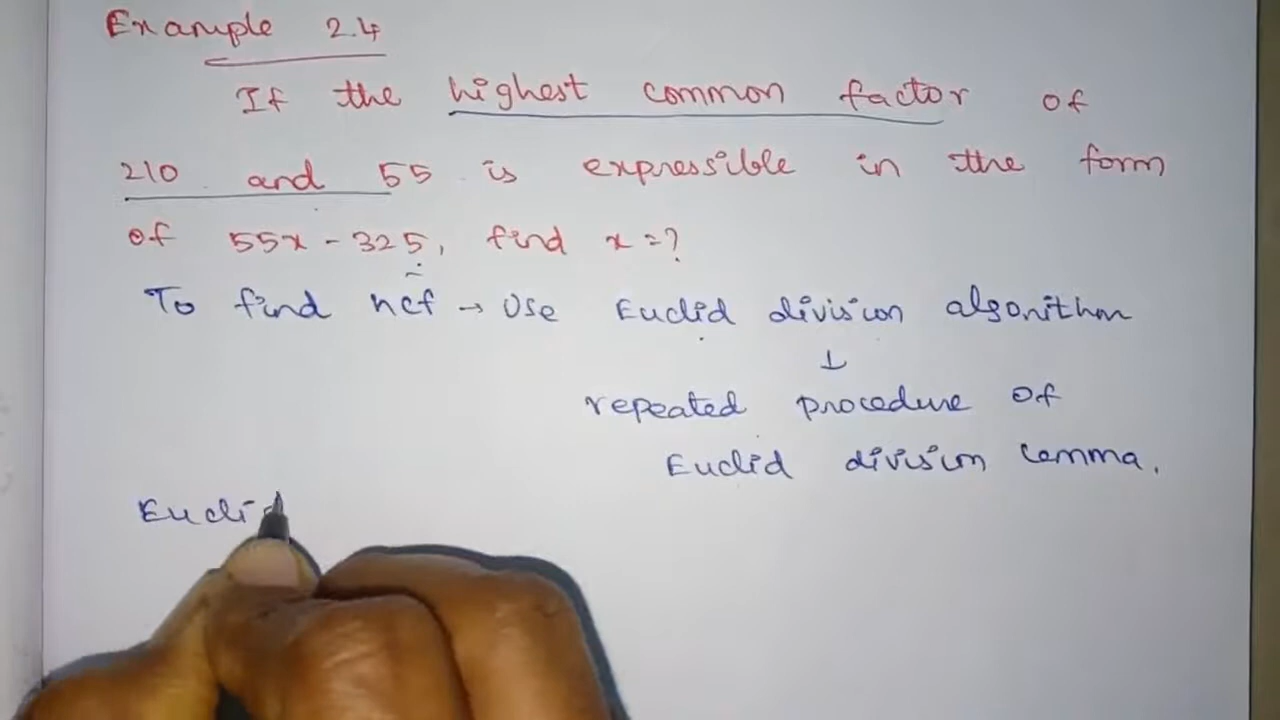 Example 2.4
If the highest common factor of
210 and 55 is expressible in the form
of 55x - 325, find x = ?
To find hcf → Use Euclid division algorithm
↓
repeated procedure of
Euclid division lemma.
Eucli